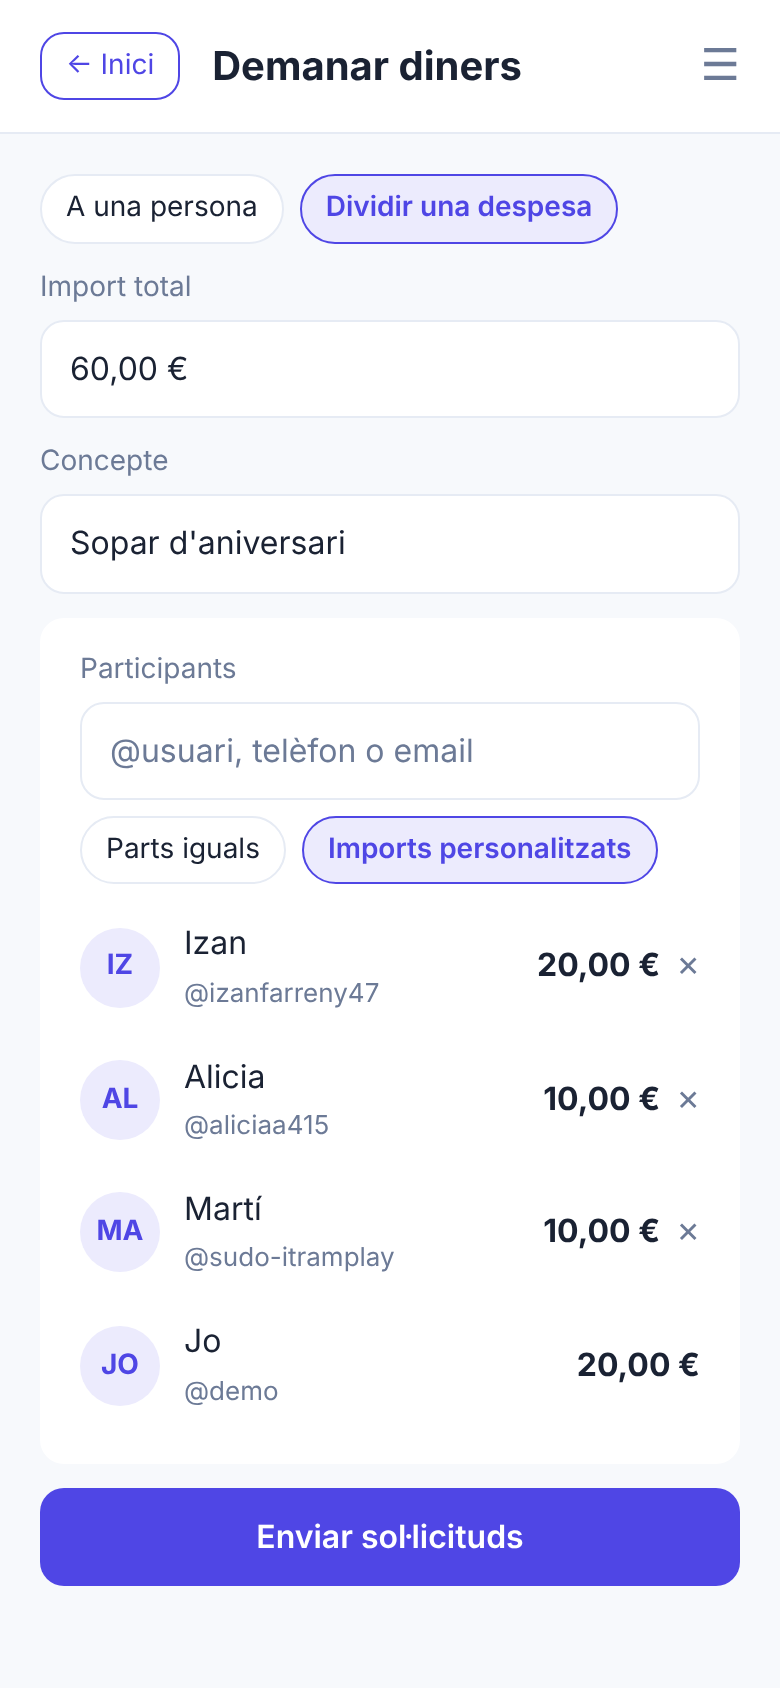 ← Inici
Demanar diners
☰
A una persona
Dividir una despesa
Import total
60,00 €
Concepte
Sopar d'aniversari
Participants
@usuari, telèfon o email
Parts iguals
Imports personalitzats
IZ
Izan
@izanfarreny47
20,00 € ×
AL
Alicia
@aliciaa415
10,00 € ×
MA
Martí
@sudo-itramplay
10,00 € ×
JO
Jo
@demo
20,00 €
Enviar sol·licituds